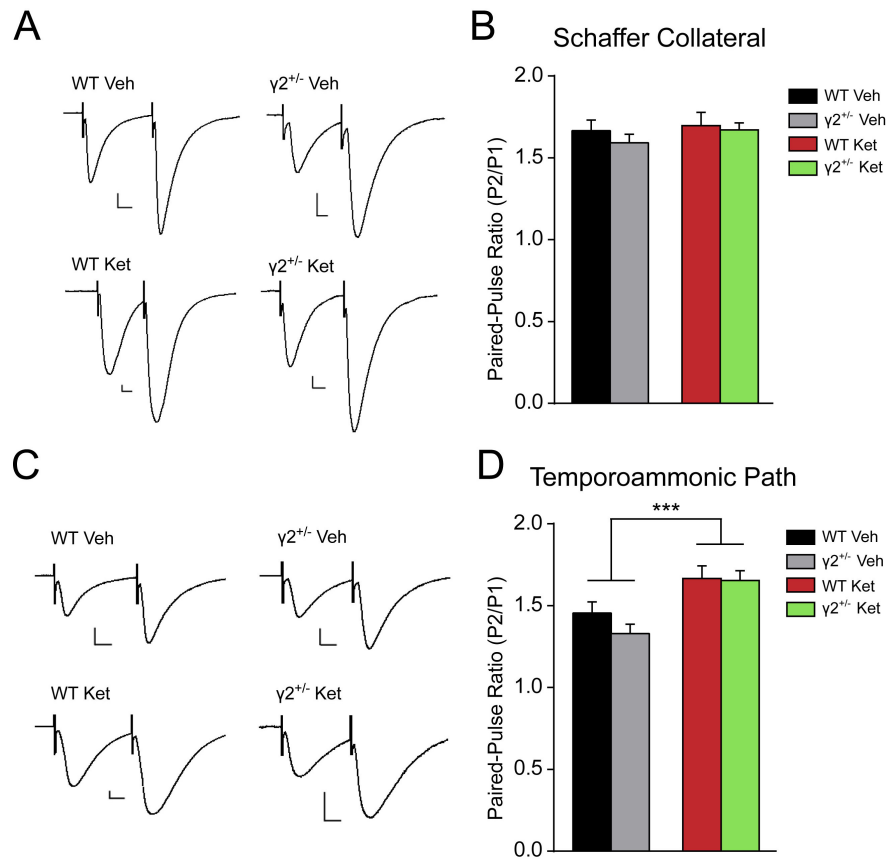 A
WT Veh
γ2+/- Veh
WT Ket
γ2+/- Ket
B
Schaffer Collateral
Paired-Pulse Ratio (P2/P1)
2.0
1.5
1.0
0.5
0.0
WT Veh
γ2+/- Veh
WT Ket
γ2+/- Ket
C
WT Veh
γ2+/- Veh
WT Ket
γ2+/- Ket
D
Temporoammonic Path
***
Paired-Pulse Ratio (P2/P1)
2.0
1.5
1.0
0.5
0.0
WT Veh
γ2+/- Veh
WT Ket
γ2+/- Ket